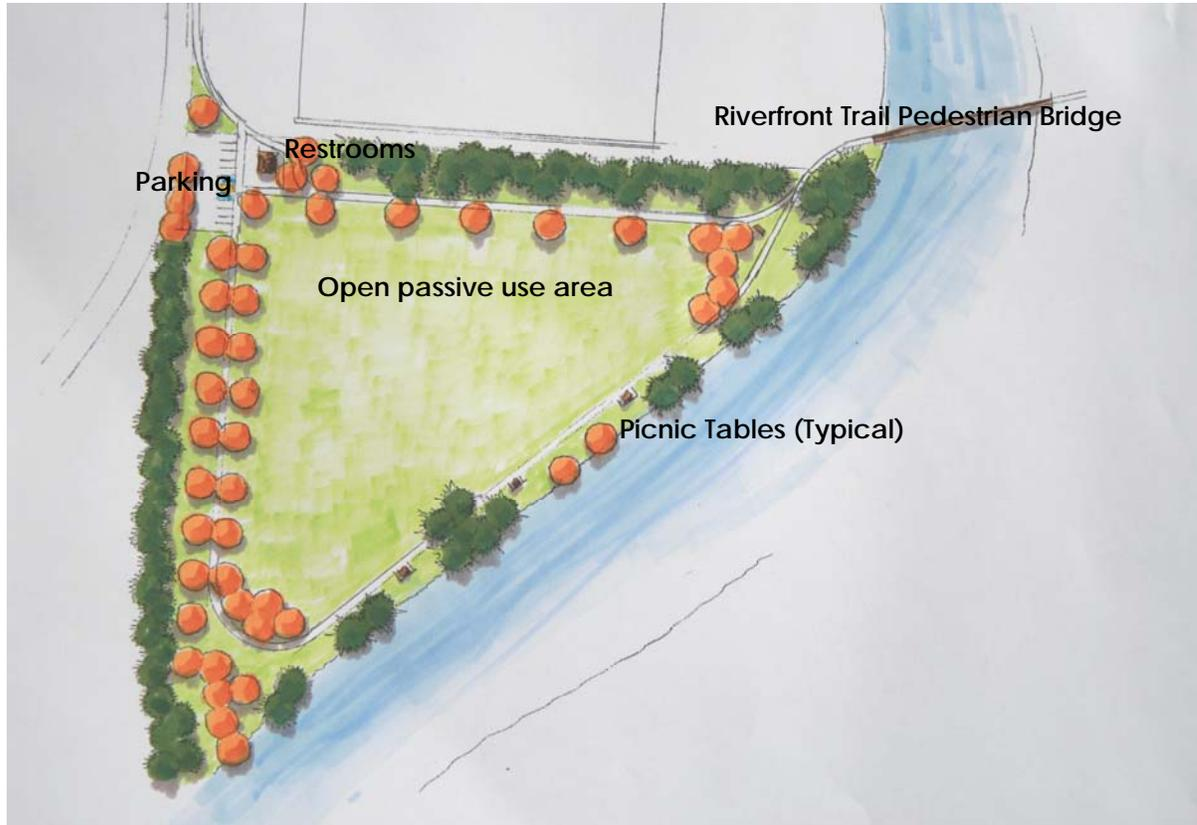 Riverfront Trail Pedestrian Bridge
Restrooms
Parking
Open passive use area
Picnic Tables (Typical)